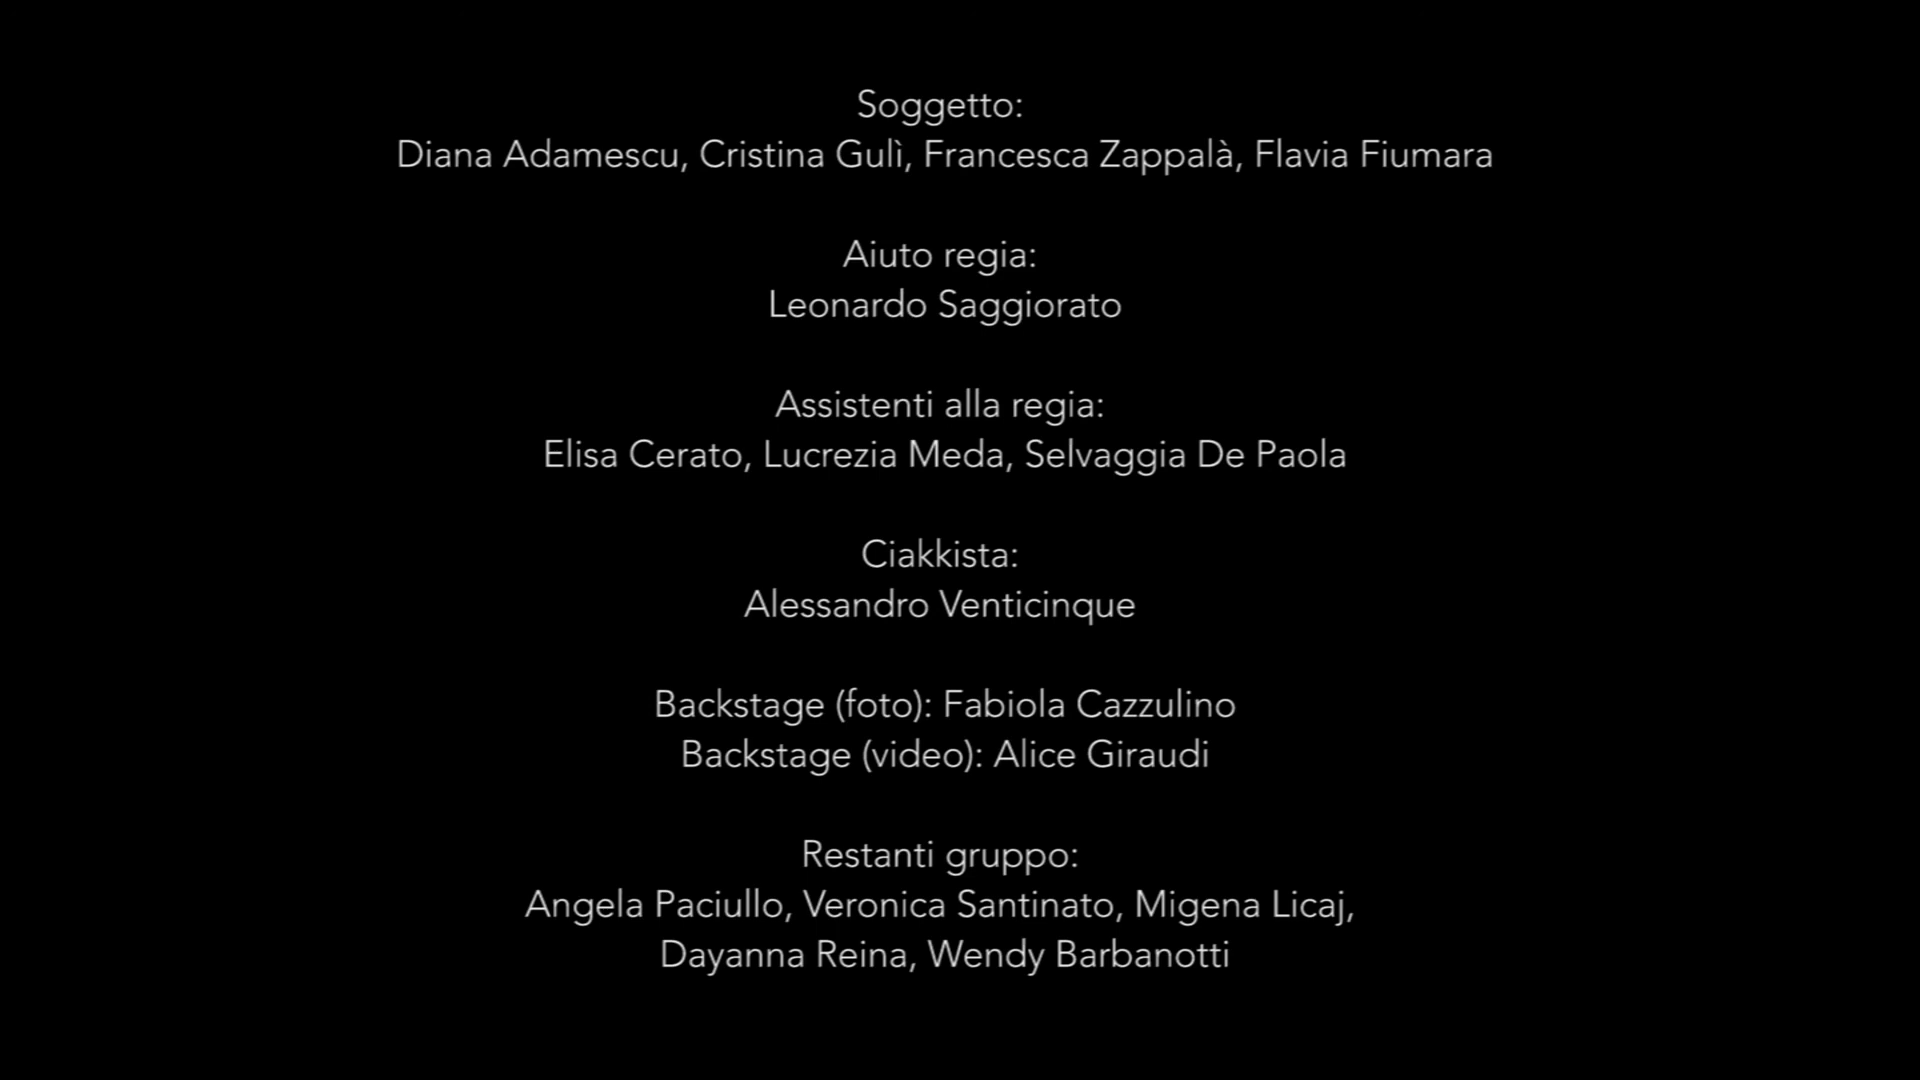 Soggetto:
Diana Adamescu, Cristina Gulì, Francesca Zappalà, Flavia Fiumara
Aiuto regia:
Leonardo Saggiorato
Assistenti alla regia:
Elisa Cerato, Lucrezia Meda, Selvaggia De Paola
Ciakkista:
Alessandro Venticinque
Backstage (foto): Fabiola Cazzulino
Backstage (video): Alice Giraudi
Restanti gruppo:
Angela Paciullo, Veronica Santinato, Migena Licaj,
Dayanna Reina, Wendy Barbanotti